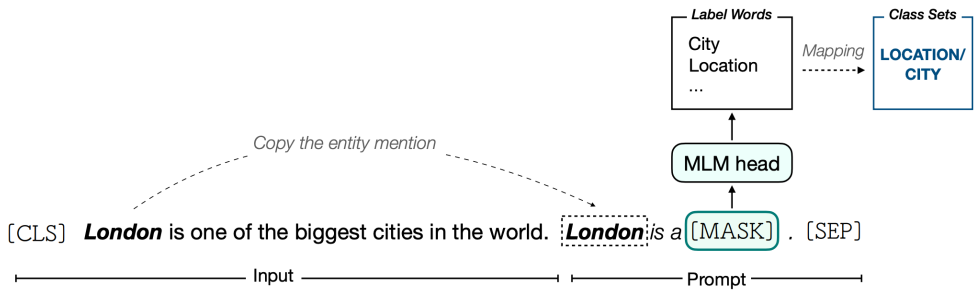 Label Words
Class Sets
City
Location
...
Mapping
LOCATION/
CITY
Copy the entity mention
MLM head
[CLS] London is one of the biggest cities in the world. London is a [MASK] . [SEP]
Input
Prompt